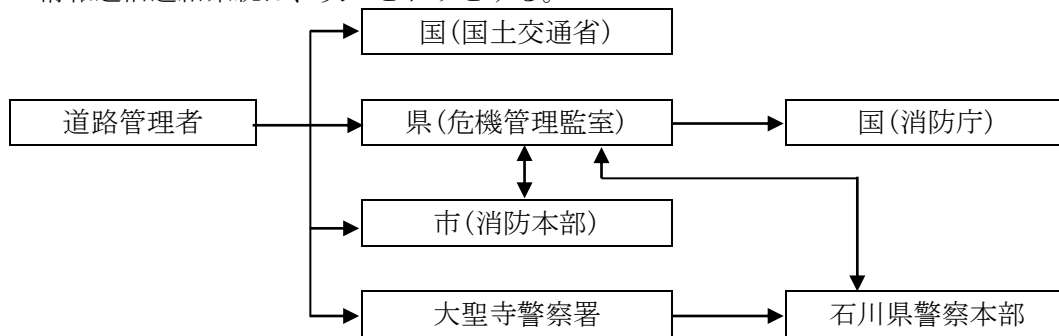 国(国土交通省)
道路管理者
県(危機管理監室)
国(消防庁)
市(消防本部)
大聖寺警察署
石川県警察本部